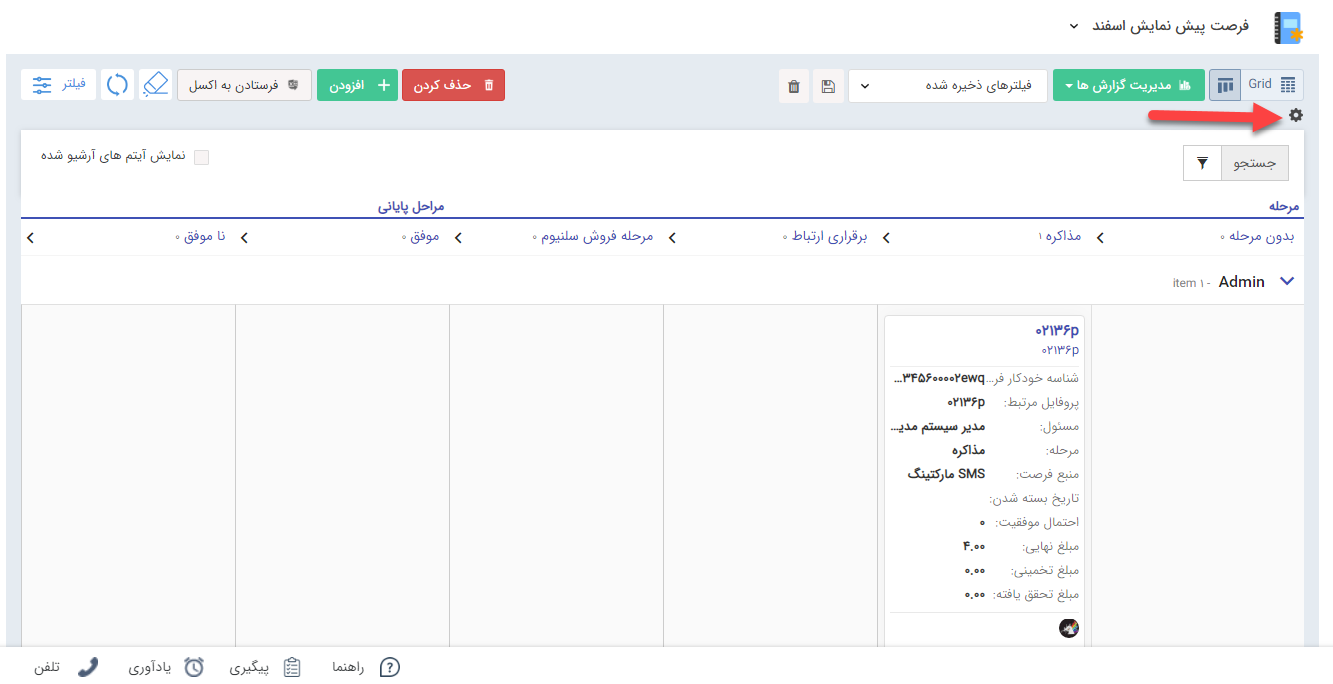 فرصت پیش نمایش اسفند
Grid
مدیریت گزارش ها
فیلترهای ذخیره شده
حذف کردن
افزودن
فرستادن به اکسل
فیلتر
جستجو
نمایش آیتم های آرشیو شده
مرحله
مراحل پایانی
بدون مرحله ۰
مذاکره ۱
برقراری ارتباط ۰
مرحله فروش سلنیوم ۰
موفق ۰
نا موفق ۰
Admin - ۱ item
۰۲۱۳۶p
۰۲۱۳۶p
شناسه خودکار فر... ۳۴۵۶۰۰۰۰۲ewq...
پروفایل مرتبط: ۰۲۱۳۶p
مسئول: مدیر سیستم مدیـ...
مرحله: مذاکره
منبع فرصت: SMS مارکتینگ
تاریخ بسته شدن:
احتمال موفقیت: ۰
مبلغ نهایی: ۴.۰۰
مبلغ تخمینی: ۰.۰۰
مبلغ تحقق یافته: ۰.۰۰
راهنما
پیگیری
یادآوری
تلفن